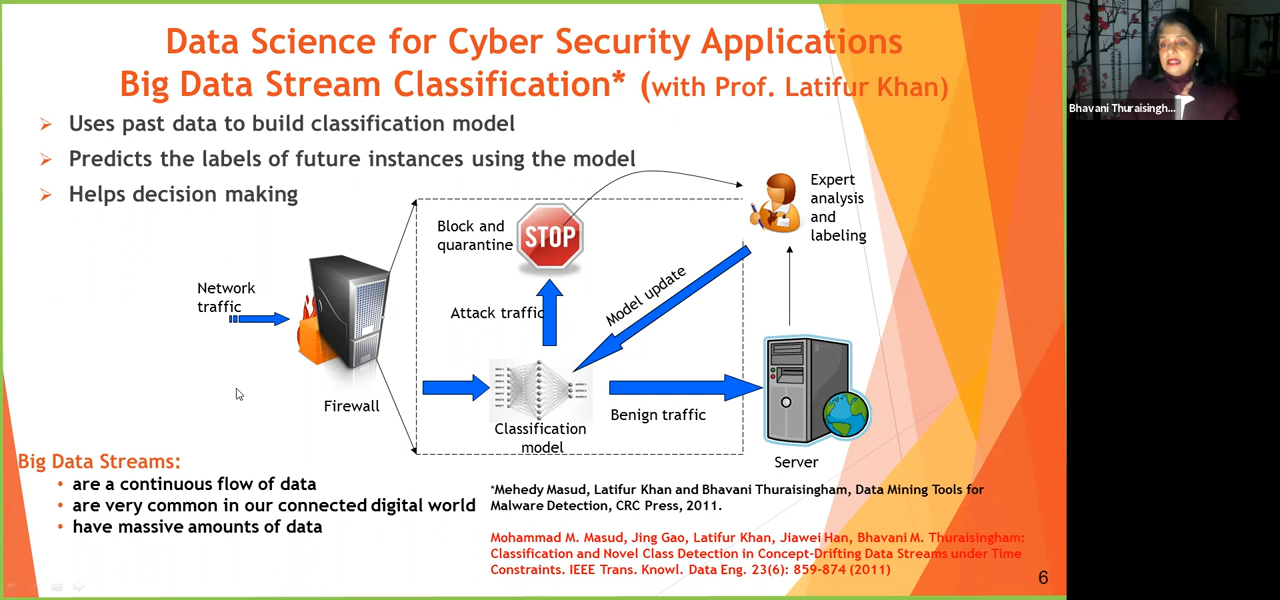 Data Science for Cyber Security Applications
Big Data Stream Classification* (with Prof. Latifur Khan)
Uses past data to build classification model
Predicts the labels of future instances using the model
Helps decision making
Bhavani Thuraisingh...
Block and
quarantine
STOP
Expert
analysis
and
labeling
Network
traffic
Attack traffic
Model update
Firewall
Classification
model
Benign traffic
Server
Big Data Streams:
• are a continuous flow of data
• are very common in our connected digital world
• have massive amounts of data
*Mehedy Masud, Latifur Khan and Bhavani Thuraisingham, Data Mining Tools for
Malware Detection, CRC Press, 2011.
Mohammad M. Masud, Jing Gao, Latifur Khan, Jiawei Han, Bhavani M. Thuraisingham:
Classification and Novel Class Detection in Concept-Drifting Data Streams under Time
Constraints. IEEE Trans. Knowl. Data Eng. 23(6): 859-874 (2011)
6